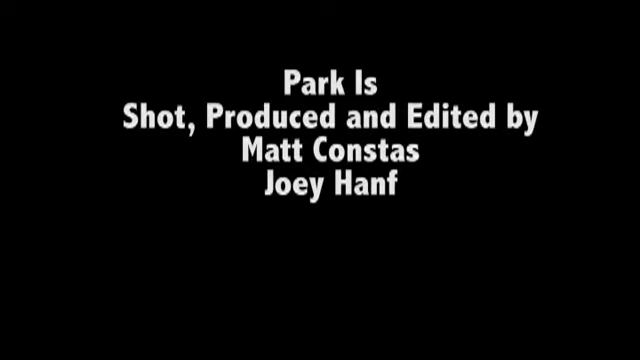 Park Is
Shot, Produced and Edited by
Matt Constas
Joey Hanf